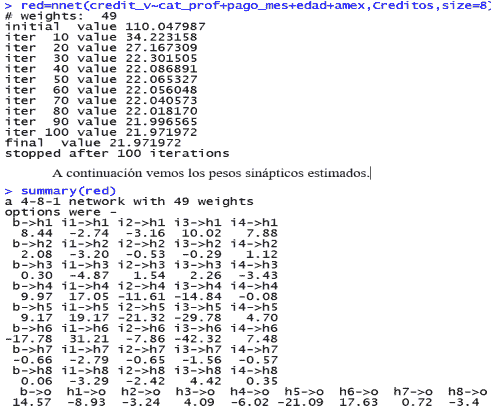 > red=nnet(credit_v~cat_prof+pago_mes+edad+amex,Creditos,size=8)
# weights:  49
initial  value 110.047987
iter  10 value 34.223158
iter  20 value 27.167309
iter  30 value 22.301505
iter  40 value 22.086891
iter  50 value 22.065327
iter  60 value 22.056048
iter  70 value 22.040573
iter  80 value 22.018170
iter  90 value 21.996565
iter 100 value 21.971972
final  value 21.971972
stopped after 100 iterations
A continuación vemos los pesos sinápticos estimados.
> summary(red)
a 4-8-1 network with 49 weights
options were -
b->h1 i1->h1 i2->h1 i3->h1 i4->h1
8.44 -2.74 -3.16 10.02 7.88
b->h2 i1->h2 i2->h2 i3->h2 i4->h2
2.08 -3.20 -0.53 -0.29 1.12
b->h3 i1->h3 i2->h3 i3->h3 i4->h3
0.30 -4.87 1.54 2.26 -3.43
b->h4 i1->h4 i2->h4 i3->h4 i4->h4
9.97 17.05 -11.61 -14.84 -0.08
b->h5 i1->h5 i2->h5 i3->h5 i4->h5
9.17 19.17 -21.32 -29.78 4.70
b->h6 i1->h6 i2->h6 i3->h6 i4->h6
-17.78 31.21 -7.86 -42.32 7.48
b->h7 i1->h7 i2->h7 i3->h7 i4->h7
-0.66 -2.79 -0.65 -1.56 -0.57
b->h8 i1->h8 i2->h8 i3->h8 i4->h8
0.06 -3.29 -2.42 4.42 0.35
b->o h1->o h2->o h3->o h4->o h5->o h6->o h7->o h8->o
14.57 -8.93 -3.24 4.09 -6.02 -21.09 17.63 0.72 -3.4